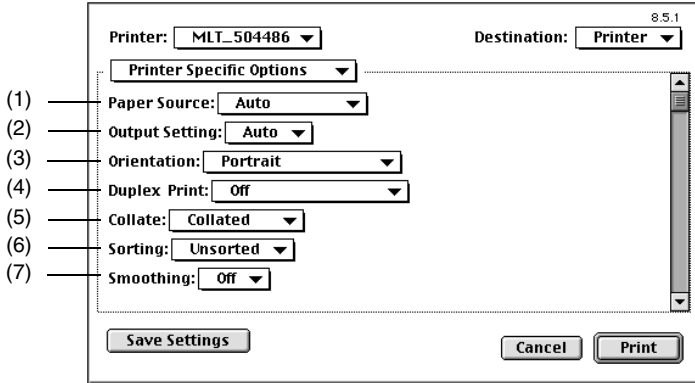 8.5.1
Printer: MLT_504486 Destination: Printer
Printer Specific Options
(1) Paper Source: Auto
(2) Output Setting: Auto
(3) Orientation: Portrait
(4) Duplex Print: Off
(5) Collate: Collated
(6) Sorting: Unsorted
(7) Smoothing: Off
Save Settings Cancel Print